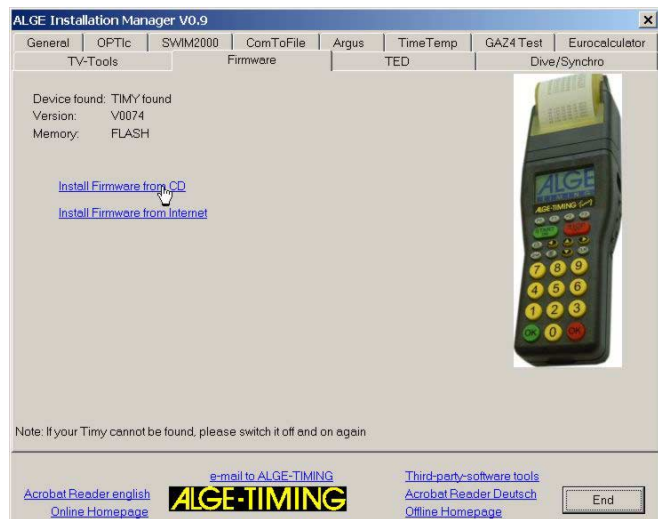 ALGE Installation Manager V0.9
General OPTIc SWIM2000 ComToFile Argus TimeTemp GAZ4 Test Eurocalculator
TV-Tools Firmware TED Dive/Synchro
Device found: TIMY found
Version: V0074
Memory: FLASH
Install Firmware from CD
Install Firmware from Internet
ALGE
TIMING
ALGE-TIMING
7 8 9
4 5 6
1 2 3
OK 0 OK
Note: If your Timy cannot be found, please switch it off and on again
e-mail to ALGE-TIMING Third-party-software tools
Acrobat Reader english ALGE-TIMING Acrobat Reader Deutsch End
Online Homepage Offline Homepage